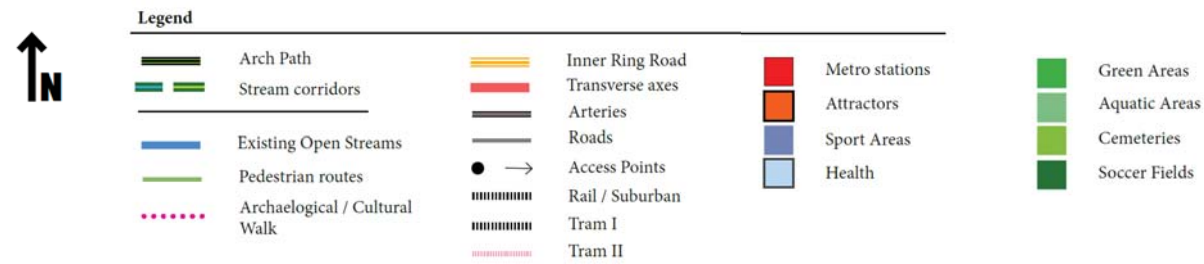 Legend
N
Arch Path
Stream corridors
Existing Open Streams
Pedestrian routes
Archaelogical / Cultural
Walk
Inner Ring Road
Transverse axes
Arteries
Roads
Access Points
Rail / Suburban
Tram I
Tram II
Metro stations
Attractors
Sport Areas
Health
Green Areas
Aquatic Areas
Cemeteries
Soccer Fields